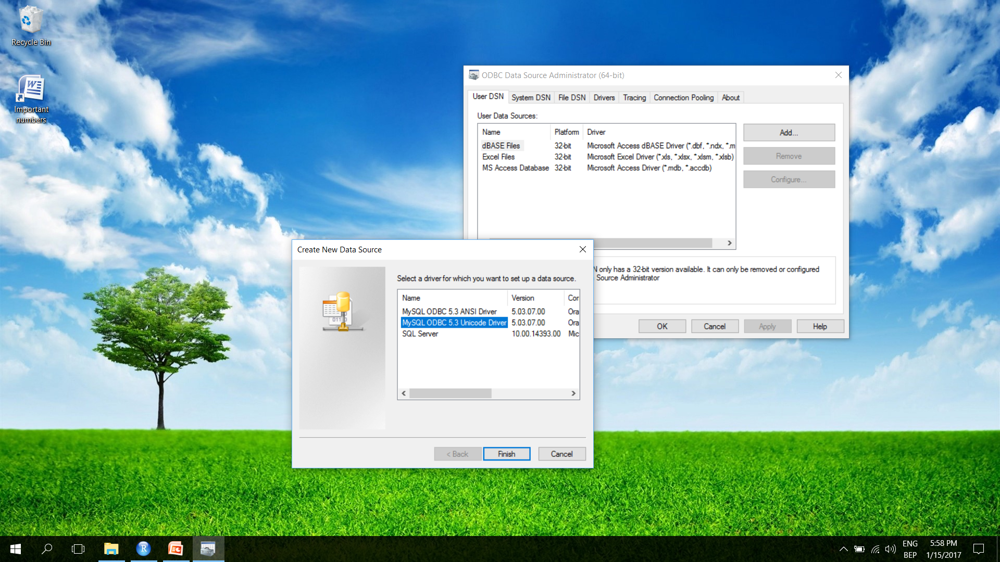 Recycle Bin
Important
numbers
ODBC Data Source Administrator (64-bit)
User DSN System DSN File DSN Drivers Tracing Connection Pooling About
User Data Sources:
Name Platform Driver
dBASE Files 32-bit Microsoft Access dBASE Driver (*.dbf, *.ndx, *.m
Excel Files 32-bit Microsoft Excel Driver (*.xls, *.xlsx, *.xlsm, *.xlsb)
MS Access Database 32-bit Microsoft Access Driver (*.mdb, *.accdb)
Add...
Remove
Configure...
N only has a 32-bit version available. It can only be removed or configured
Source Administrator
OK Cancel Apply Help
Create New Data Source
Select a driver for which you want to set up a data source.
Name Version Cor
MySQL ODBC 5.3 ANSI Driver 5.03.07.00 Ora
MySQL ODBC 5.3 Unicode Driver 5.03.07.00 Ora
SQL Server 10.00.14393.00 Mic
< Back Finish Cancel
ENG
BEP
5:58 PM
1/15/2017